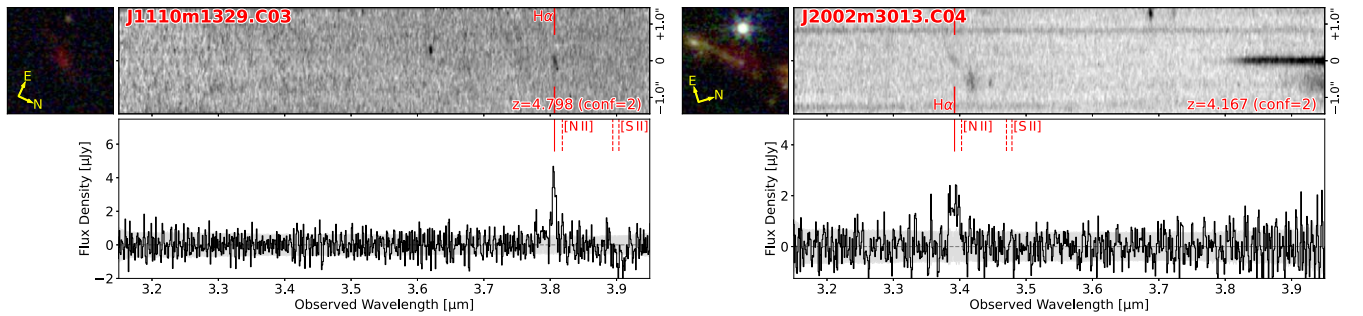 J1110m1329.C03
Hα
z=4.798 (conf=2)
E
N
+1.0"
0
−1.0"
[N II]
[S II]
Flux Density [μJy]
6
4
2
0
−2
3.2 3.3 3.4 3.5 3.6 3.7 3.8 3.9
Observed Wavelength [μm]
J2002m3013.C04
Hα
z=4.167 (conf=2)
E
N
+1.0"
0
−1.0"
[N II]
[S II]
Flux Density [μJy]
4
2
0
3.2 3.3 3.4 3.5 3.6 3.7 3.8 3.9
Observed Wavelength [μm]